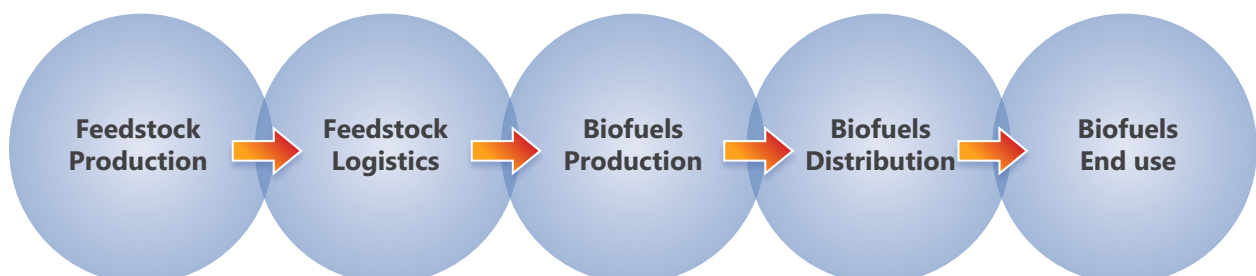 Feedstock
Production
Feedstock
Logistics
Biofuels
Production
Biofuels
Distribution
Biofuels
End use